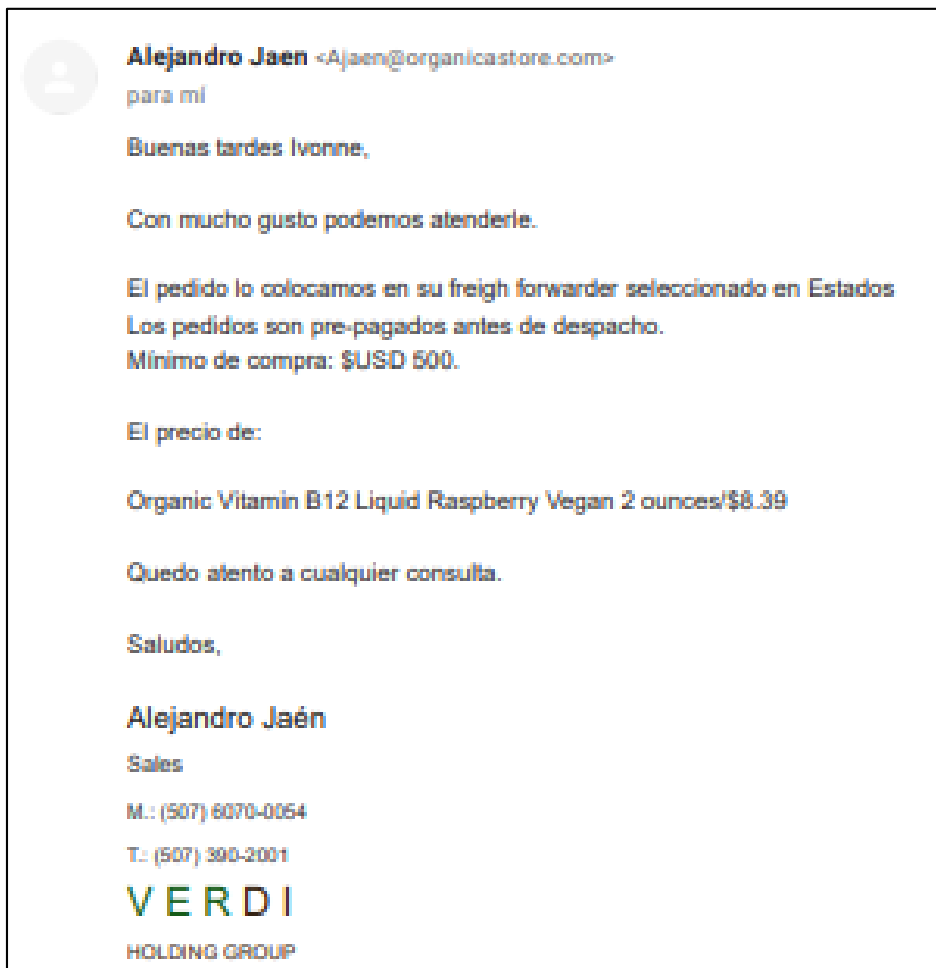 Alejandro Jaen <Ajaen@organicastore.com>
para mí
Buenas tardes Ivonne,
Con mucho gusto podemos atenderle.
El pedido lo colocamos en su freigh forwarder seleccionado en Estados
Los pedidos son pre-pagados antes de despacho.
Mínimo de compra: $USD 500.
El precio de:
Organic Vitamin B12 Liquid Raspberry Vegan 2 ounces/$8.39
Quedo atento a cualquier consulta.
Saludos,
Alejandro Jaén
Sales
M.: (507) 6070-0054
T.: (507) 390-2001
VERDI
HOLDING GROUP